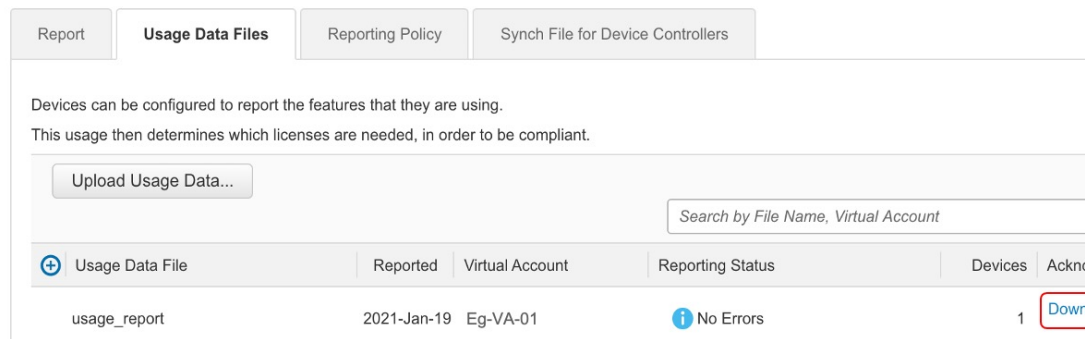 Report Usage Data Files Reporting Policy Synch File for Device Controllers
Devices can be configured to report the features that they are using.
This usage then determines which licenses are needed, in order to be compliant.
Upload Usage Data...
Search by File Name, Virtual Account
Usage Data File Reported Virtual Account Reporting Status Devices
usage_report 2021-Jan-19 Eg-VA-01 No Errors 1